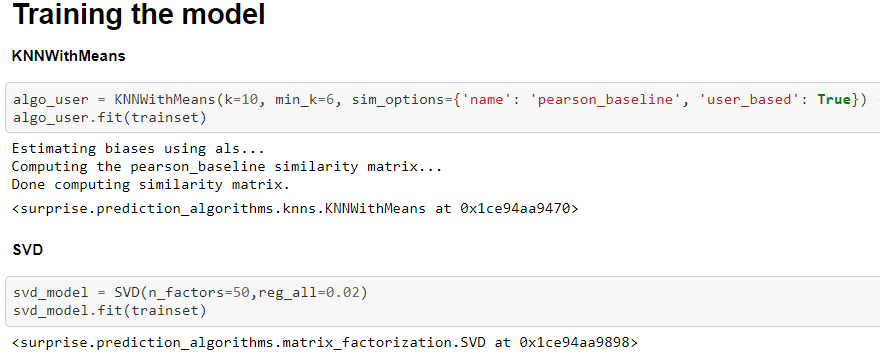 Training the model
KNNWithMeans
algo_user = KNNWithMeans(k=10, min_k=6, sim_options={'name': 'pearson_baseline', 'user_based': True})
algo_user.fit(trainset)
Estimating biases using als...
Computing the pearson_baseline similarity matrix...
Done computing similarity matrix.
<surprise.prediction_algorithms.knns.KNNWithMeans at 0x1ce94aa9470>
SVD
svd_model = SVD(n_factors=50,reg_all=0.02)
svd_model.fit(trainset)
<surprise.prediction_algorithms.matrix_factorization.SVD at 0x1ce94aa9898>